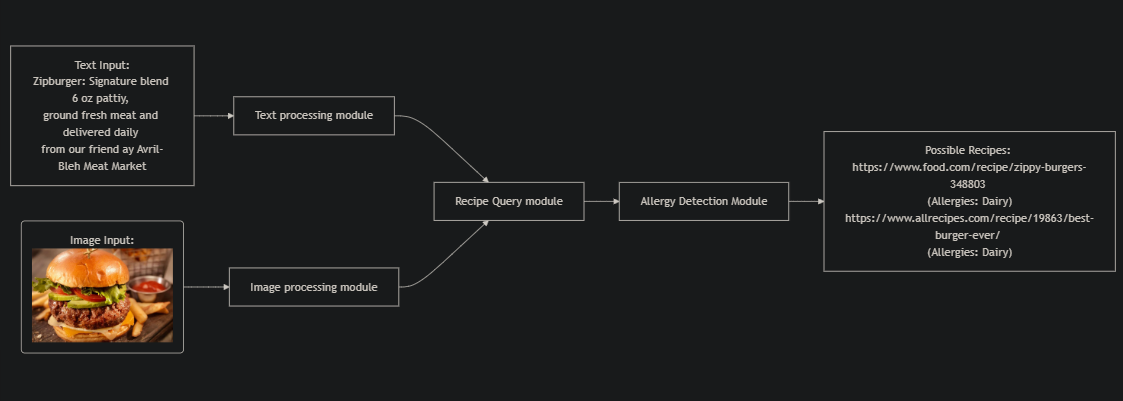 Text Input:
Zipburger: Signature blend
6 oz pattiy,
ground fresh meat and
delivered daily
from our friend ay Avril-
Bleh Meat Market
Text processing module
Image Input:
Image processing module
Recipe Query module
Allergy Detection Module
Possible Recipes:
https://www.food.com/recipe/zippy-burgers-
348803
(Allergies: Dairy)
https://www.allrecipes.com/recipe/19863/best-
burger-ever/
(Allergies: Dairy)